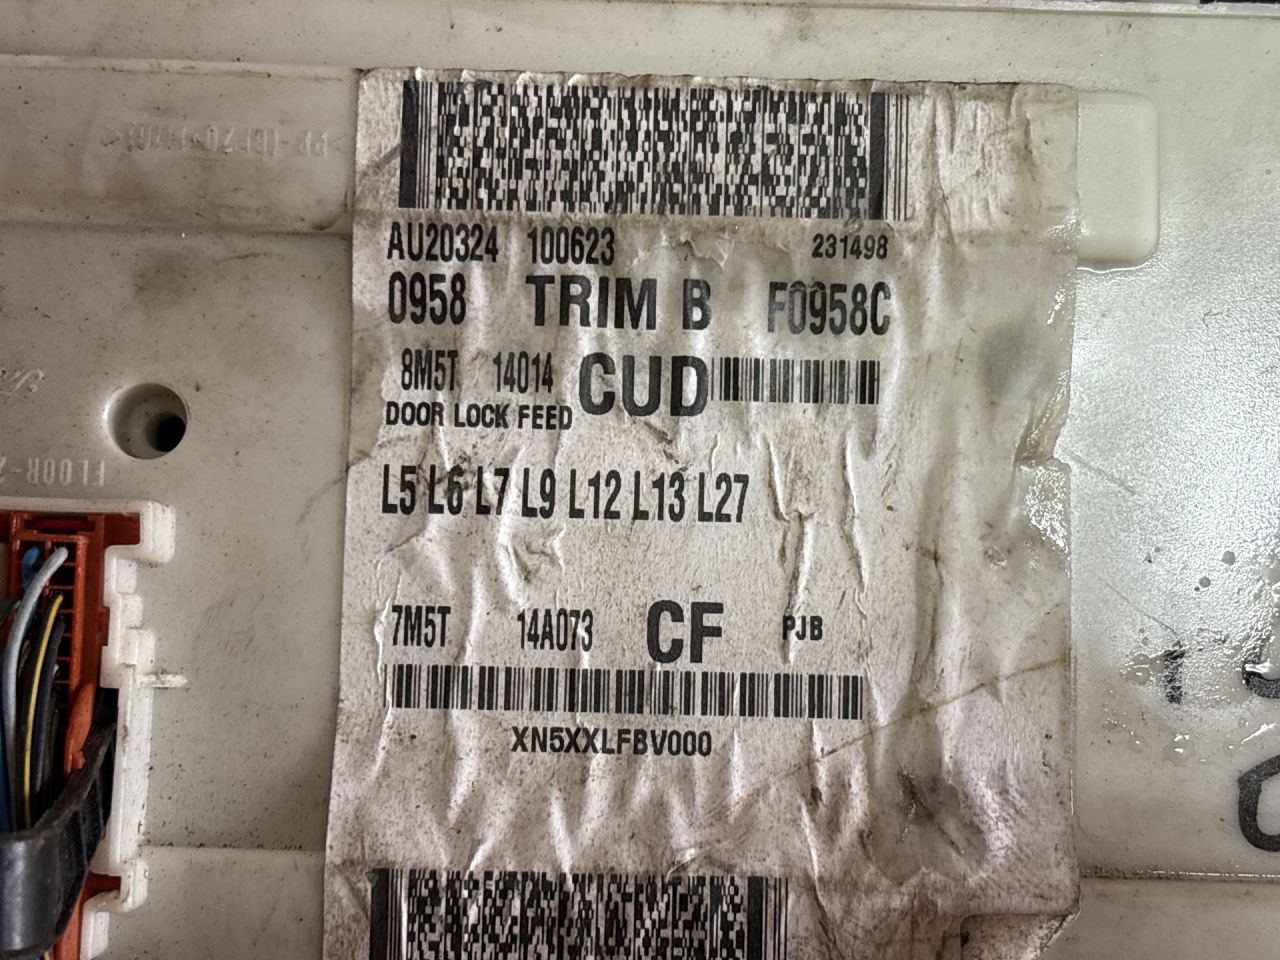 AU20324 100623 231498
0958 TRIM B F0958C
8M5T 14014 CUD
DOOR LOCK FEED
L5 L6 L7 L9 L12 L13 L27
7M5T 14A073 CF PJB
XN5XXLFBV000